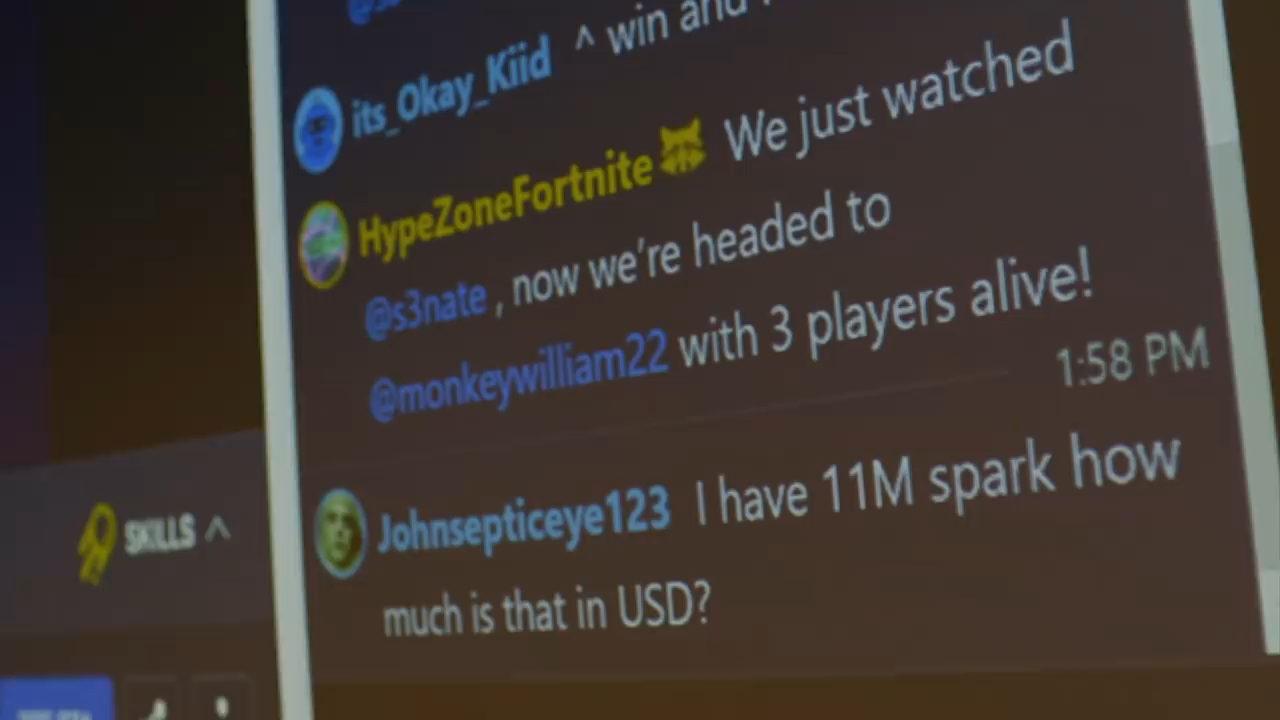 its_Okay_Kiid ^ win and
HypeZoneFortnite We just watched
@s3nate , now we're headed to
@monkeywilliam22 with 3 players alive!
1:58 PM
Johnsepticeye123 I have 11M spark how
much is that in USD?
SKILLS ^